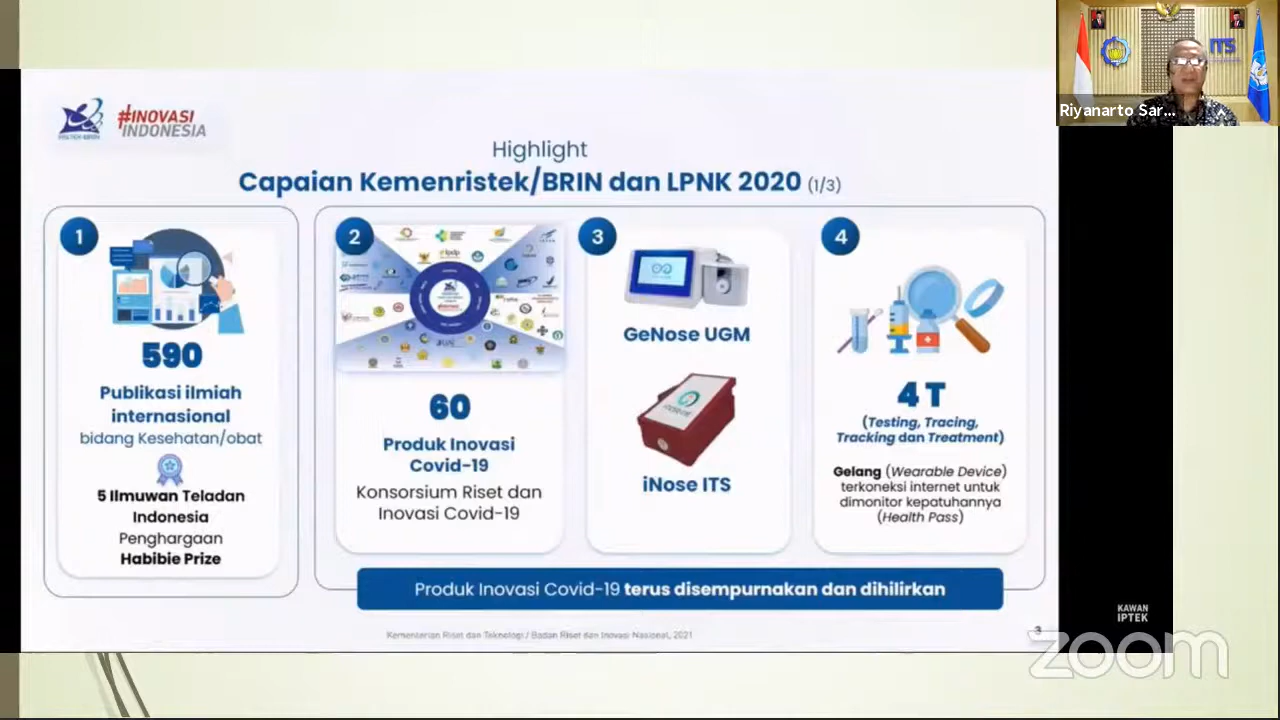 ITS
Riyanarto Sar...
#INOVASI
INDONESIA
Highlight
Capaian Kemenristek/BRIN dan LPNK 2020 (1/3)
1
590
Publikasi ilmiah
internasional
bidang Kesehatan/obat
5 Ilmuwan Teladan
Indonesia
Penghargaan
Habibie Prize
2
lpdp
60
Produk Inovasi
Covid-19
Konsorsium Riset dan
Inovasi Covid-19
3
GeNose UGM
iNose ITS
4
4 T
(Testing, Tracing,
Tracking dan Treatment)
Gelang (Wearable Device)
terkoneksi internet untuk
dimonitor kepatuhannya
(Health Pass)
Produk Inovasi Covid-19 terus disempurnakan dan dihilirkan
Kementerian Riset dan Teknologi / Badan Riset dan Inovasi Nasional, 2021
3
KAWAN
IPTEK
zoom